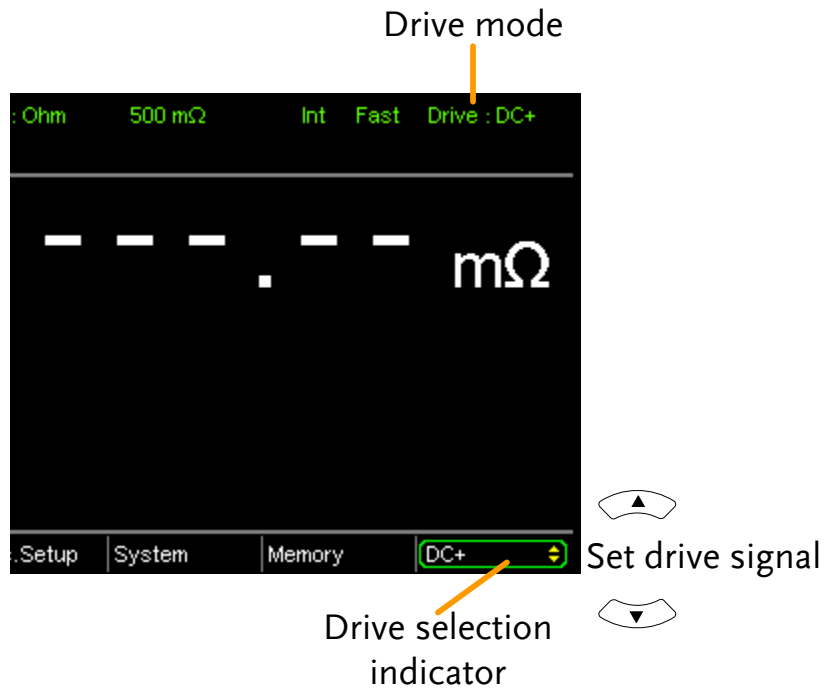 Drive mode
: Ohm 500 mΩ Int Fast Drive : DC+
---.-- mΩ
.Setup System Memory DC+
Set drive signal
Drive selection
indicator